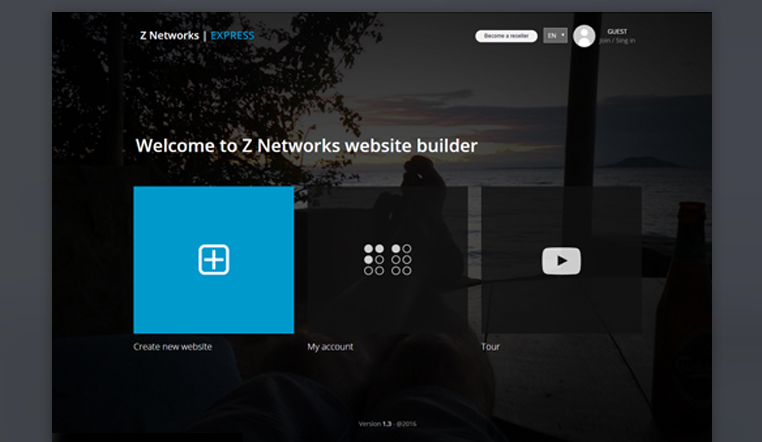 Z Networks | EXPRESS
Become a reseller
EN
GUEST
Join / Sing in
Welcome to Z Networks website builder
Create new website
My account
Tour
Version 1.3 - @2016